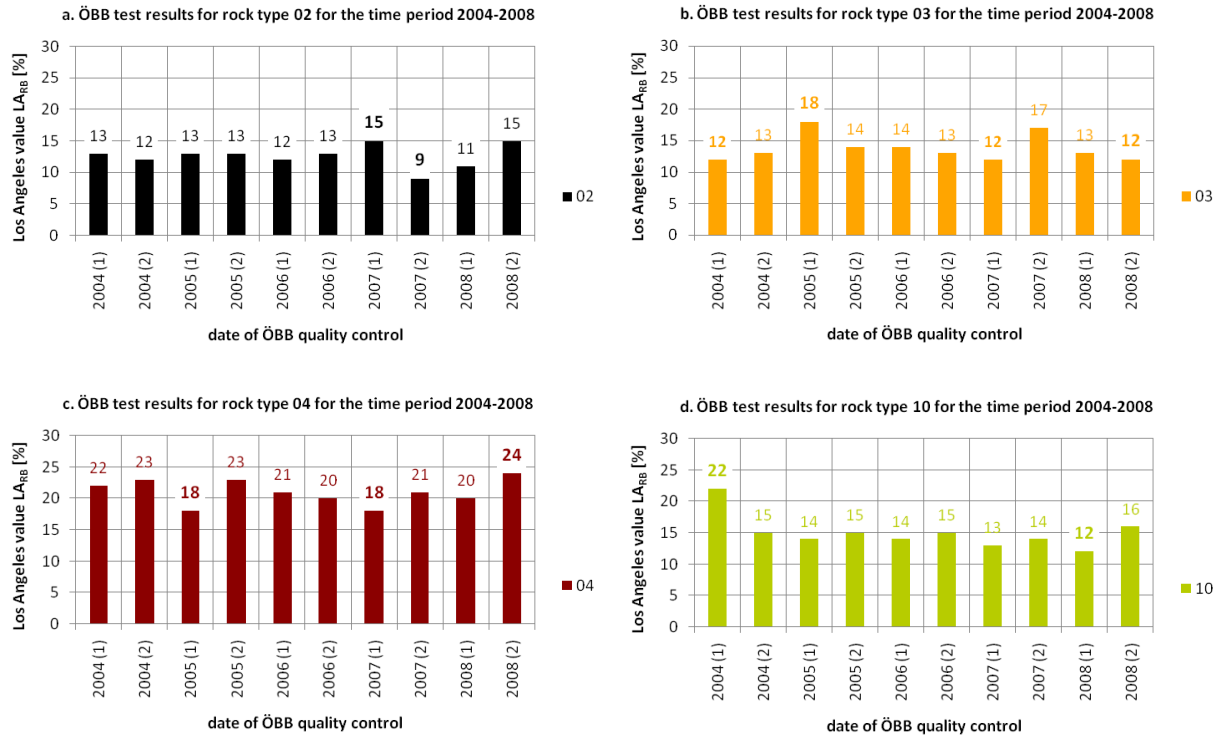 a. ÖBB test results for rock type 02 for the time period 2004-2008
Los Angeles value LA_RB [%]
30
25
20
15
10
5
0
13 12 13 13 12 13 15 9 11 15
2004 (1) 2004 (2) 2005 (1) 2005 (2) 2006 (1) 2006 (2) 2007 (1) 2007 (2) 2008 (1) 2008 (2)
date of ÖBB quality control
02
b. ÖBB test results for rock type 03 for the time period 2004-2008
Los Angeles value LA_RB [%]
30
25
20
15
10
5
0
12 13 18 14 14 13 12 17 13 12
2004 (1) 2004 (2) 2005 (1) 2005 (2) 2006 (1) 2006 (2) 2007 (1) 2007 (2) 2008 (1) 2008 (2)
date of ÖBB quality control
03
c. ÖBB test results for rock type 04 for the time period 2004-2008
Los Angeles value LA_RB [%]
30
25
20
15
10
5
0
22 23 18 23 21 20 18 21 20 24
2004 (1) 2004 (2) 2005 (1) 2005 (2) 2006 (1) 2006 (2) 2007 (1) 2007 (2) 2008 (1) 2008 (2)
date of ÖBB quality control
04
d. ÖBB test results for rock type 10 for the time period 2004-2008
Los Angeles value LA_RB [%]
30
25
20
15
10
5
0
22 15 14 15 14 15 13 14 12 16
2004 (1) 2004 (2) 2005 (1) 2005 (2) 2006 (1) 2006 (2) 2007 (1) 2007 (2) 2008 (1) 2008 (2)
date of ÖBB quality control
10